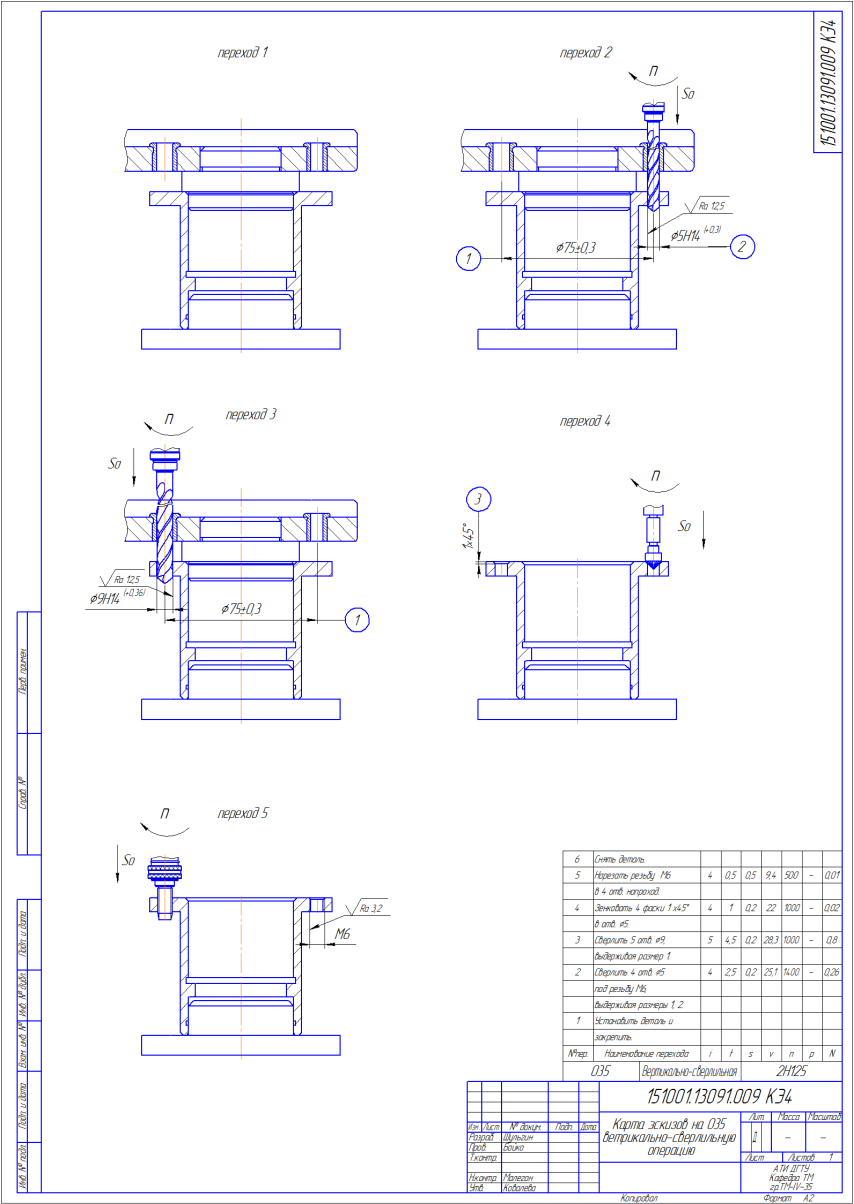 151001.13091.009 КЭ4
переход 1
переход 2
п
So
Ra 12,5
ϕ75±0,3
ϕ5H14 (+0,3)
1
2
переход 3
п
So
Ra 12,5
ϕ9H14 (+0,36)
ϕ75±0,3
1
переход 4
п
So
3
1x45°
переход 5
п
So
Ra 3,2
М6
Перв. примен.
Справ. №
Подп. и дата
Инв. № дубл.
Взам. инв. №
Подп. и дата
Инв. № подл.
6 Снять деталь.
5 Нарезать резьбу М6 4 0,5 0,5 9,4 500 – 0,01
в 4 отв. напроход.
4 Зенковать 4 фаски 1 x45° 4 1 0,2 22 1000 – 0,02
в отв. ø5.
3 Сверлить 5 отв. ø9, 5 4,5 0,2 28,3 1000 – 0,8
выдерживая размер 1.
2 Сверлить 4 отв. ø5 4 2,5 0,2 25,1 1400 – 0,26
под резьбу М6,
выдерживая размеры 1, 2.
1 Установить деталь и
закрепить.
№пер. Наименование перехода i t s v n p N
035 Вертикально-сверлильная 2Н125
151001.13091.009 КЭ4
Изм. Лист № докум. Подп. Дата
Разраб. Шульгин
Пров. Бойко
Т.контр.
Н.контр. Малеган
Утв. Ковалева
Карта эскизов на 035
ветрикально-сверлильную
операцию
Лит. Масса Масштаб
Д – –
Лист Листов 1
АТИ ДГТУ
Кафедра ТМ
гр.ТМ-IV-35
Копировал Формат А2